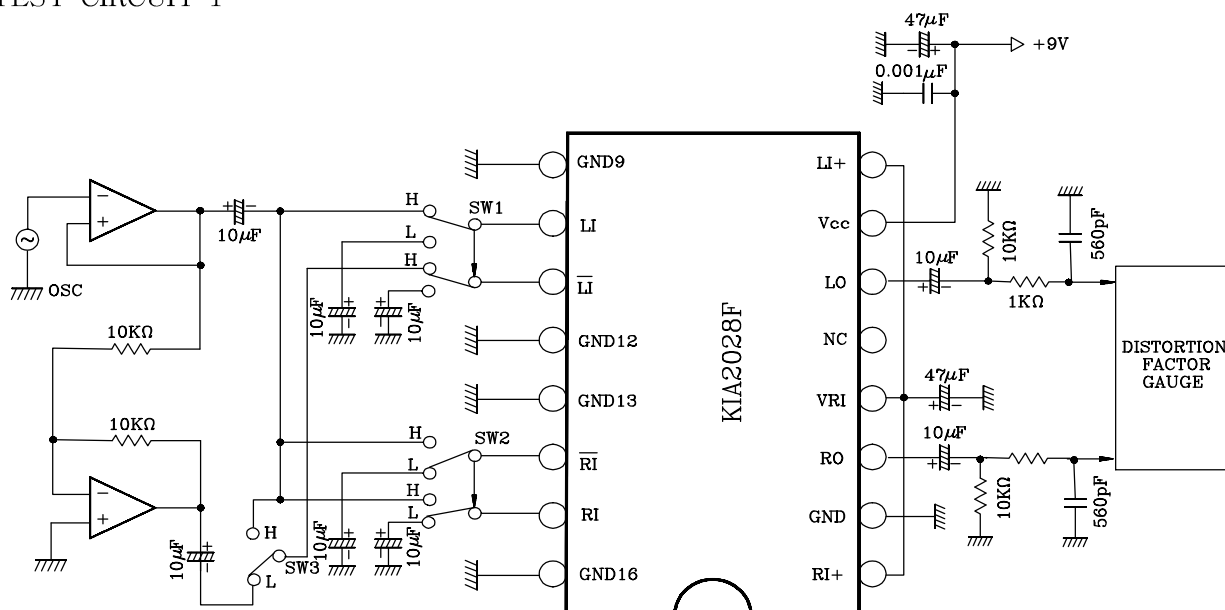 TEST CIRCUIT 1
47μF
+9V
0.001μF
GND9
LI+
H
SW1
LI
Vcc
10μF
L
H
10KΩ
560pF
OSC
LI
LO
10μF
1KΩ
10μF
10μF
10KΩ
GND12
KIA2028F
NC
DISTORTION
FACTOR
GAUGE
GND13
VRI
47μF
10KΩ
H
SW2
RI
RO
10μF
L
H
RI
GND
10KΩ
560pF
L
H
10μF
10μF
10μF
SW3
L
GND16
RI+